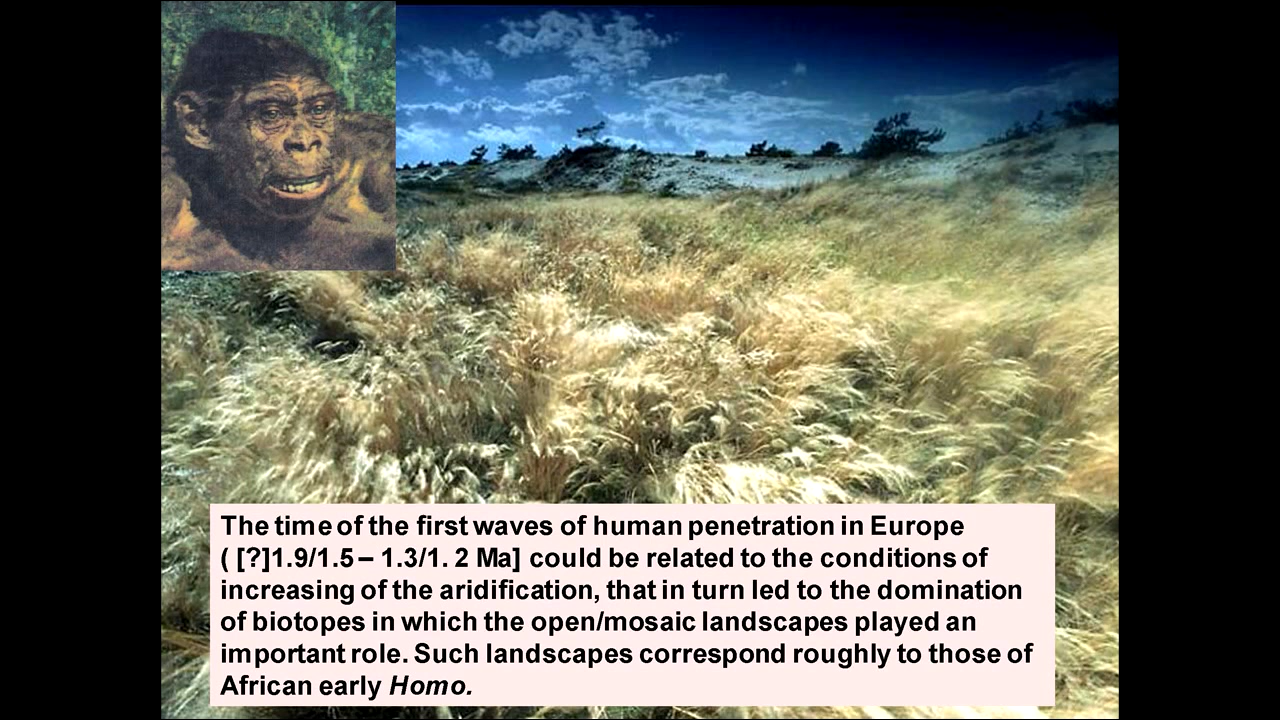 The time of the first waves of human penetration in Europe
( [?]1.9/1.5 – 1.3/1. 2 Ma] could be related to the conditions of
increasing of the aridification, that in turn led to the domination
of biotopes in which the open/mosaic landscapes played an
important role. Such landscapes correspond roughly to those of
African early Homo.